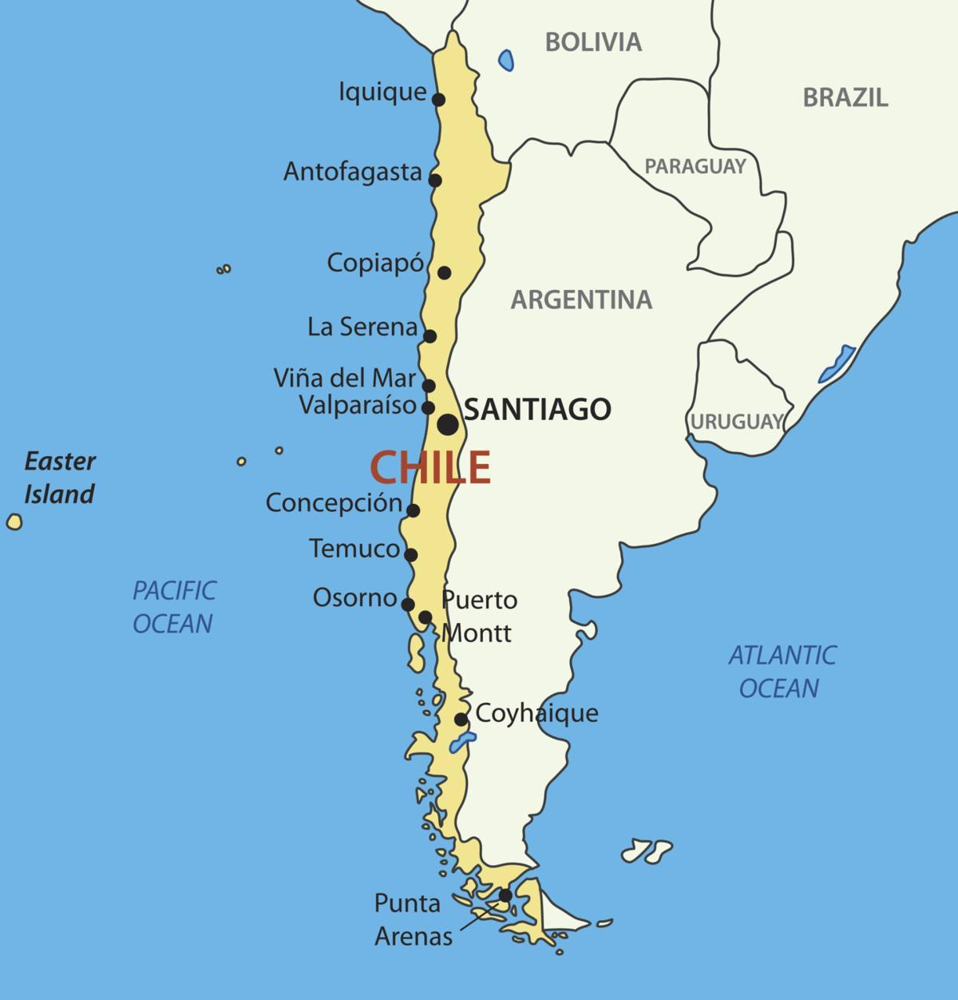 BOLIVIA
Iquique
BRAZIL
Antofagasta
PARAGUAY
Copiapó
ARGENTINA
La Serena
Viña del Mar
Valparaíso
SANTIAGO
URUGUAY
CHILE
Easter
Island
Concepción
Temuco
PACIFIC
OCEAN
Osorno
Puerto
Montt
ATLANTIC
OCEAN
Coyhaique
Punta
Arenas